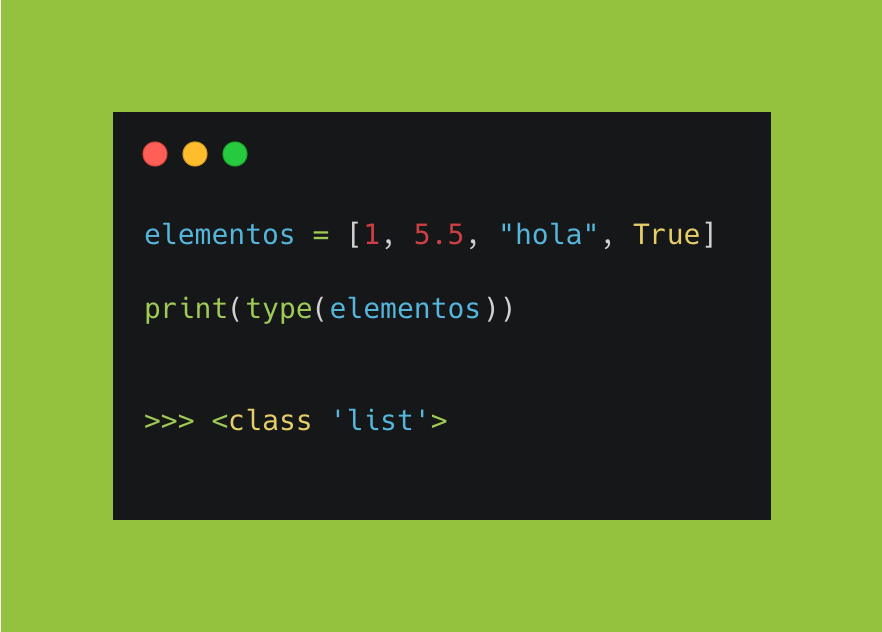 elementos = [1, 5.5, "hola", True]
print(type(elementos))
>>> <class 'list'>